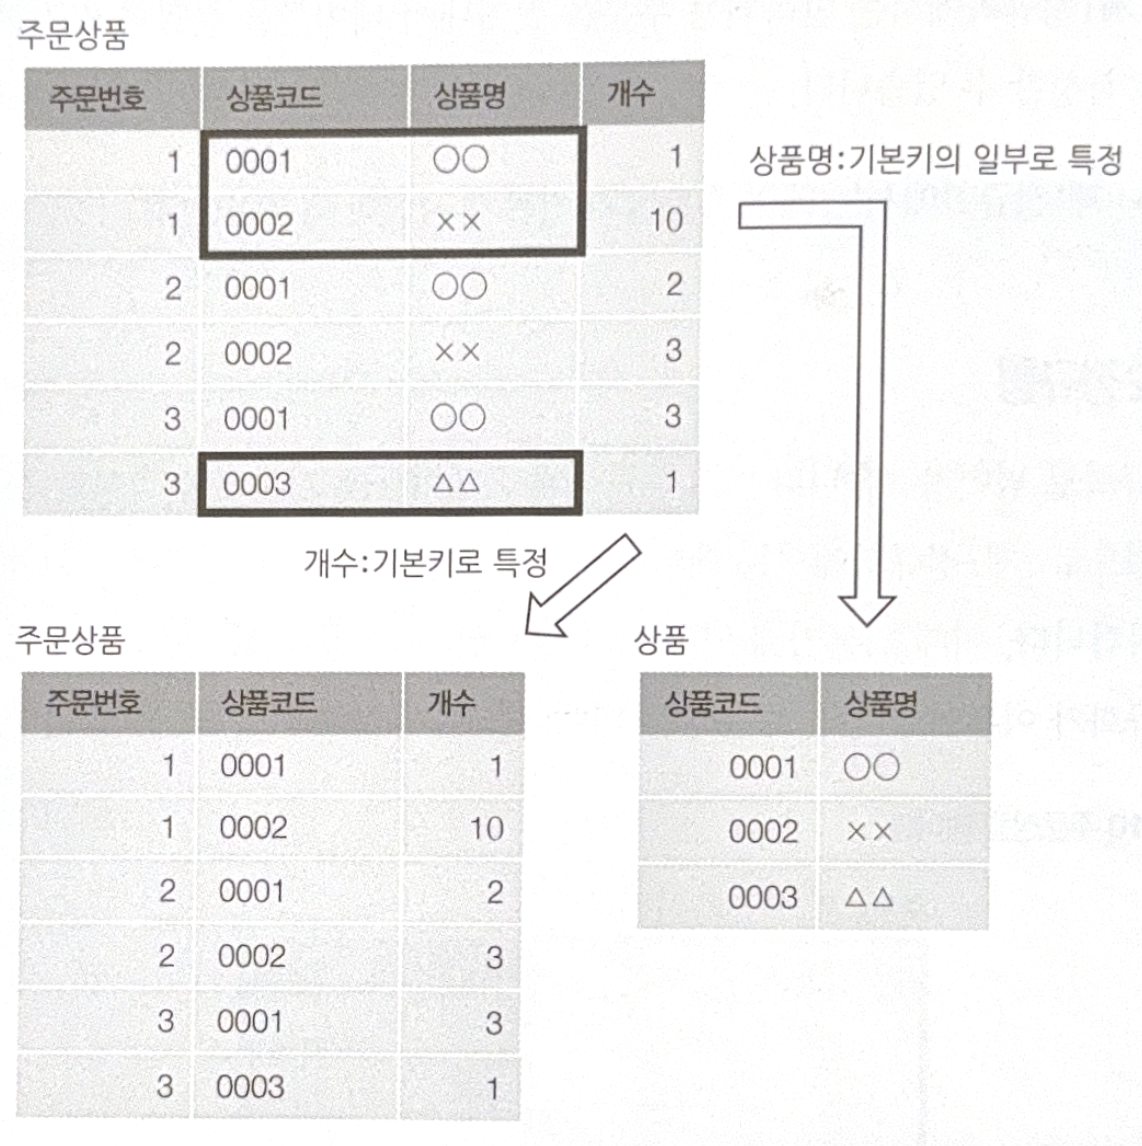 주문상품
주문번호 상품코드 상품명 개수
1 0001 ○○ 1
1 0002 ×× 10
2 0001 ○○ 2
2 0002 ×× 3
3 0001 ○○ 3
3 0003 △△ 1
상품명:기본키의 일부로 특정
개수:기본키로 특정
주문상품
주문번호 상품코드 개수
1 0001 1
1 0002 10
2 0001 2
2 0002 3
3 0001 3
3 0003 1
상품
상품코드 상품명
0001 ○○
0002 ××
0003 △△